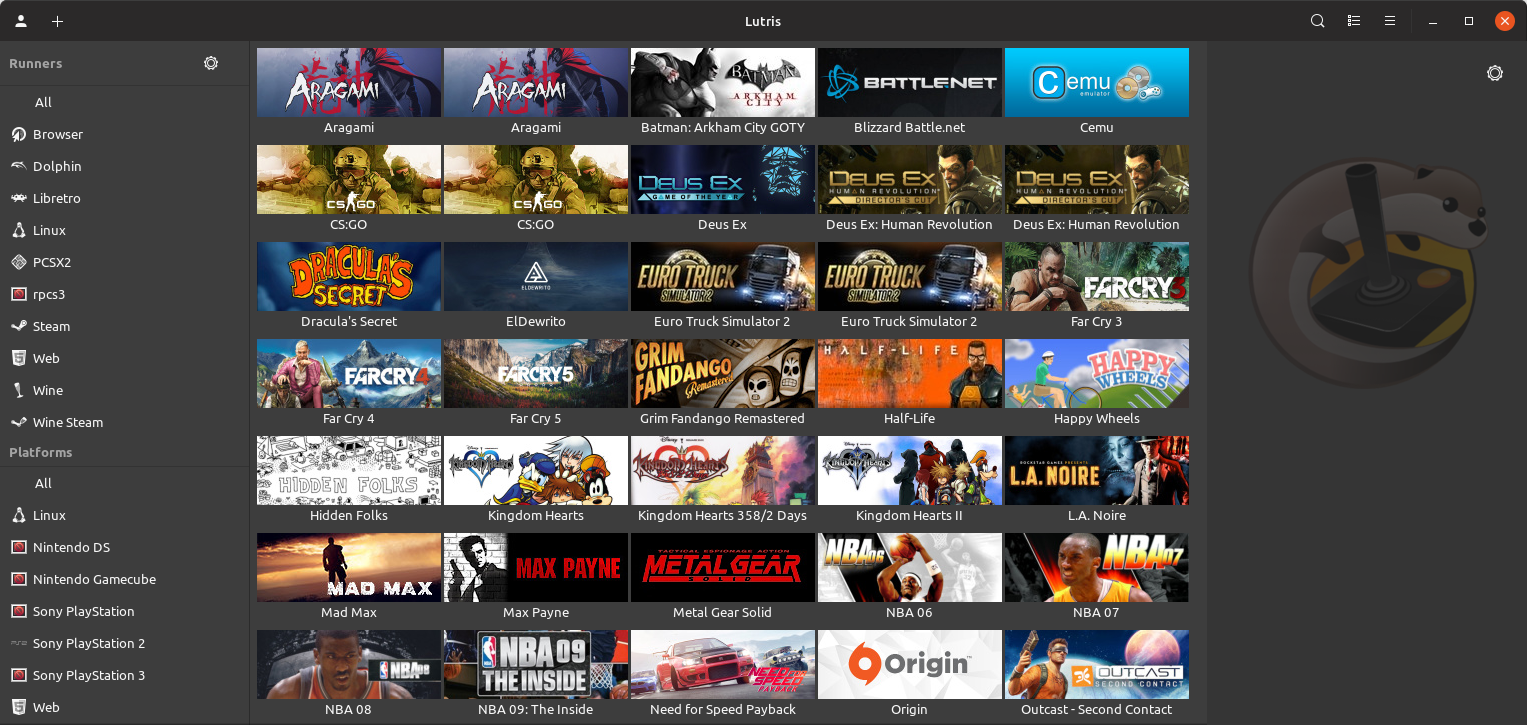 Lutris
Runners
All
Browser
Dolphin
Libretro
Linux
PCSX2
rpcs3
Steam
Web
Wine
Wine Steam
Platforms
All
Linux
Nintendo DS
Nintendo Gamecube
Sony PlayStation
Sony PlayStation 2
Sony PlayStation 3
Web
ARAGAMI
ARAGAMI
BATMAN
ARKHAM
CITY
BATTLE.NET
Cemu
emulator
Aragami
Aragami
Batman: Arkham City GOTY
Blizzard Battle.net
Cemu
CS:GO
CS:GO
DEUS EX
GAME OF THE YEAR
DEUS EX
HUMAN REVOLUTION
DIRECTOR'S CUT
DEUS EX
HUMAN REVOLUTION
DIRECTOR'S CUT
CS:GO
CS:GO
Deus Ex
Deus Ex: Human Revolution
Deus Ex: Human Revolution
DRACULA'S
SECRET
ELDEWRITO
EURO TRUCK
SIMULATOR 2
EURO TRUCK
SIMULATOR 2
FARCRY 3
Dracula's Secret
ElDewrito
Euro Truck Simulator 2
Euro Truck Simulator 2
Far Cry 3
FARCRY 4
FARCRY 5
GRIM
FANDANGO
Remastered
HALF-LIFE
HAPPY
WHEELS
Far Cry 4
Far Cry 5
Grim Fandango Remastered
Half-Life
Happy Wheels
HIDDEN FOLKS
KINGDOM HEARTS
KINGDOM HEARTS
KINGDOM HEARTS
ROCKSTAR GAMES PRESENTS
L.A. NOIRE
Hidden Folks
Kingdom Hearts
Kingdom Hearts 358/2 Days
Kingdom Hearts II
L.A. Noire
MAD MAX
MAX PAYNE
TACTICAL ESPIONAGE ACTION
METAL GEAR
SOLID
NBA 06
NBA 07
Mad Max
Max Payne
Metal Gear Solid
NBA 06
NBA 07
NBA 08
NBA 09
THE INSIDE
NEED FOR
SPEED
PAYBACK
Origin™
OUTCAST
SECOND CONTACT
NBA 08
NBA 09: The Inside
Need for Speed Payback
Origin
Outcast - Second Contact